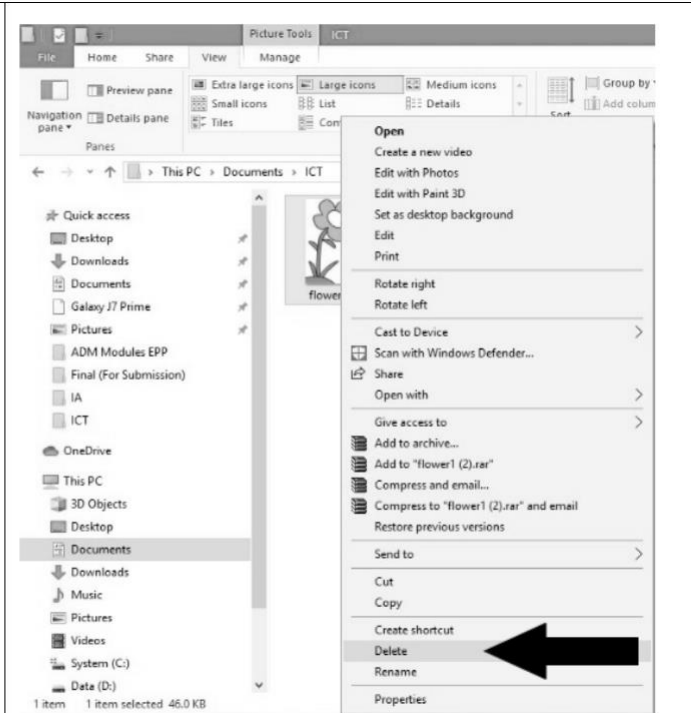 Picture Tools ICT
File Home Share View Manage
Preview pane
Details pane
Navigation pane
Panes
Extra large icons Large icons Medium icons
Small icons List Details
Tiles
Group by
Sort
This PC > Documents > ICT
Quick access
Desktop
Downloads
Documents
Galaxy J7 Prime
Pictures
ADM Modules EPP
Final (For Submission)
IA
ICT
OneDrive
This PC
3D Objects
Desktop
Documents
Downloads
Music
Pictures
Videos
System (C:)
Data (D:)
1 item 1 item selected 46.0 KB
Open
Create a new video
Edit with Photos
Edit with Paint 3D
Set as desktop background
Edit
Print
Rotate right
Rotate left
Cast to Device
Scan with Windows Defender...
Share
Open with
Give access to
Add to archive...
Add to "flower1 (2).rar"
Compress and email...
Compress to "flower1 (2).rar" and email
Restore previous versions
Send to
Cut
Copy
Create shortcut
Delete
Rename
Properties